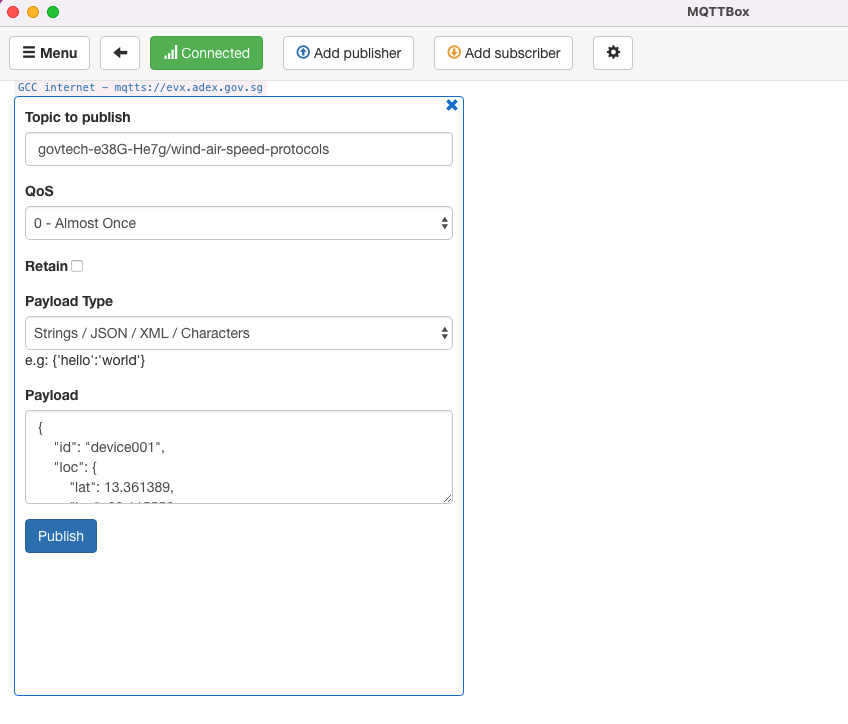 MQTTBox
Menu
Connected
Add publisher
Add subscriber
GCC internet - mqtts://evx.adex.gov.sg
Topic to publish
govtech-e38G-He7g/wind-air-speed-protocols
QoS
0 - Almost Once
Retain
Payload Type
Strings / JSON / XML / Characters
e.g: {'hello':'world'}
Payload
{
"id": "device001",
"loc": {
"lat": 13.361389,
Publish